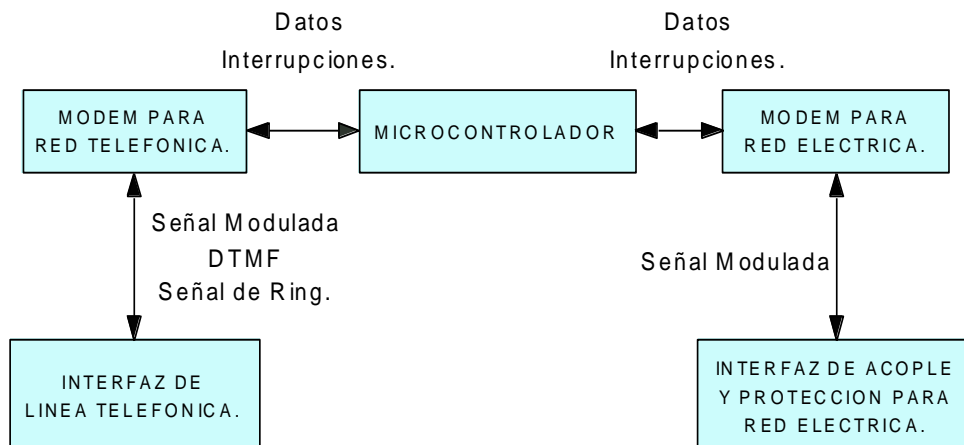 Datos
Interrupciones.
Datos
Interrupciones.
MODEM PARA
RED TELEFONICA.
MICROCONTROLADOR
MODEM PARA
RED ELECTRICA.
Señal Modulada
DTMF
Señal de Ring.
Señal Modulada
INTERFAZ DE
LINEA TELEFONICA.
INTERFAZ DE ACOPLE
Y PROTECCION PARA
RED ELECTRICA.